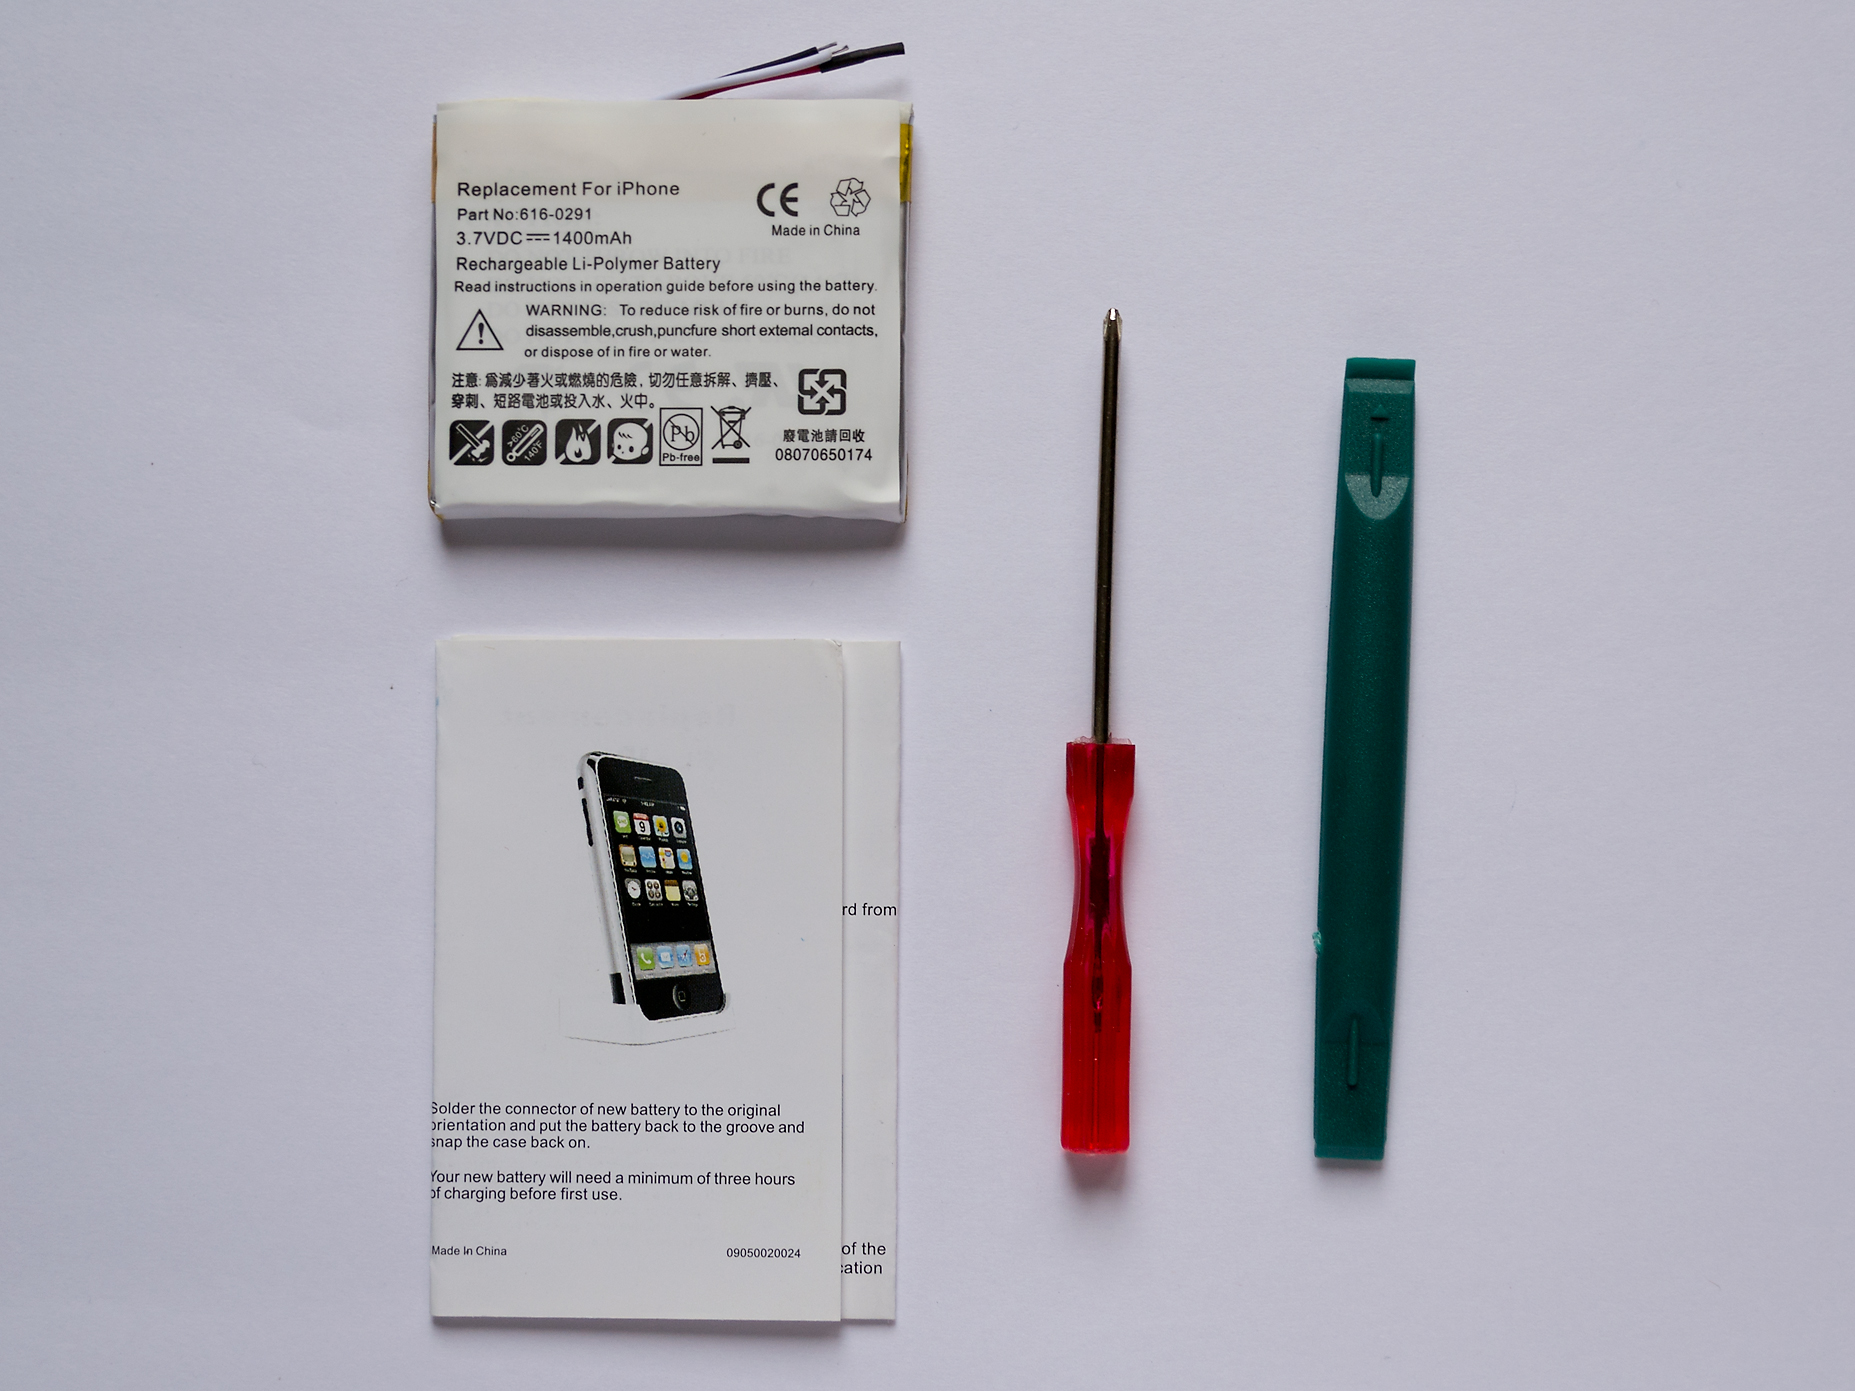 Replacement For iPhone
Part No:616-0291
3.7VDC⎓1400mAh
Rechargeable Li-Polymer Battery
Read instructions in operation guide before using the battery.
CE
Made in China
WARNING: To reduce risk of fire or burns, do not
disassemble,crush,puncfure short extemal contacts,
or dispose of in fire or water.
注意: 爲減少著火或燃燒的危險, 切勿任意拆解、擠壓、
穿刺、短路電池或投入水、火中。
>60°C
140°F
Pb
Pb-free
廢電池請回收
08070650174
9
rd from
Solder the connector of new battery to the original
orientation and put the battery back to the groove and
snap the case back on.
Your new battery will need a minimum of three hours
of charging before first use.
Made In China
09050020024
of the
cation